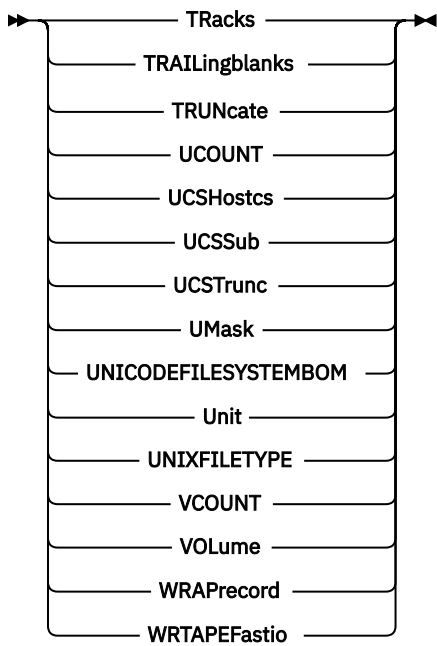 TRacks
TRAILingblanks
TRUNcate
UCOUNT
UCSHostcs
UCSSub
UCSTrunc
UMask
UNICODEFILESYSTEMBOM
Unit
UNIXFILETYPE
VCOUNT
VOLume
WRAPrecord
WRTAPEFastio